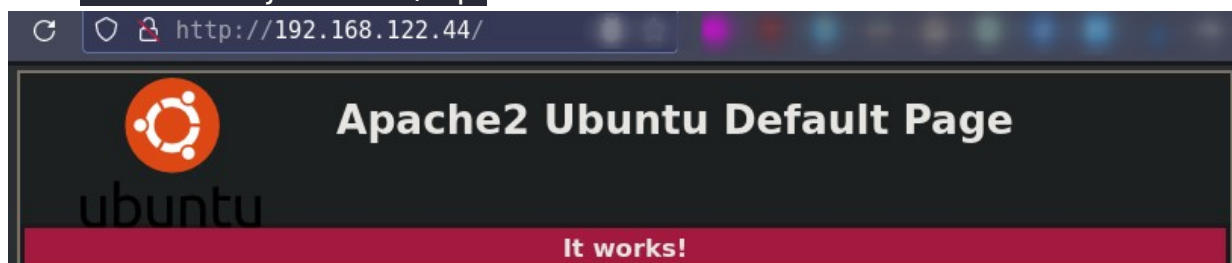 http://192.168.122.44/
Apache2 Ubuntu Default Page
ubuntu
It works!